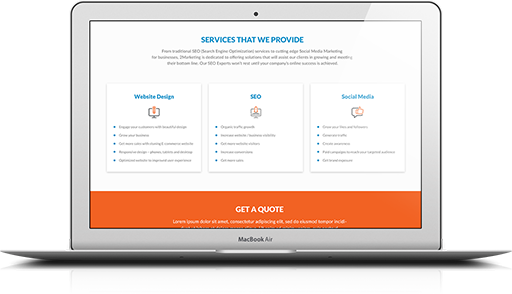 SERVICES THAT WE PROVIDE
From traditional SEO (Search Engine Optimization) services to cutting edge Social Media Marketing
for businesses, 2Marketing is dedicated to offering solutions that will assist our clients in growing and meeting
their bottom line. Our SEO Experts won't rest until your company's online success is achieved.
Website Design
Engage your customers with beautiful design
Grow your business
Get more sales with moving E-commerce website
Responsive design - phones, tablets and desktop
Optimized website to improved user experience
SEO
Organic traffic growth
Increase website / business visibility
Get more website visitors
Increase conversions
Get more sales
Social Media
Grow your fans and followers
Generate traffic
Create awareness
Paid campaigns to reach your targeted audience
Get brand exposure
GET A QUOTE
Lorem ipsum dolor sit amet, consectetur adipiscing elit, sed do eiusmod tempor incidi-
MacBook Air